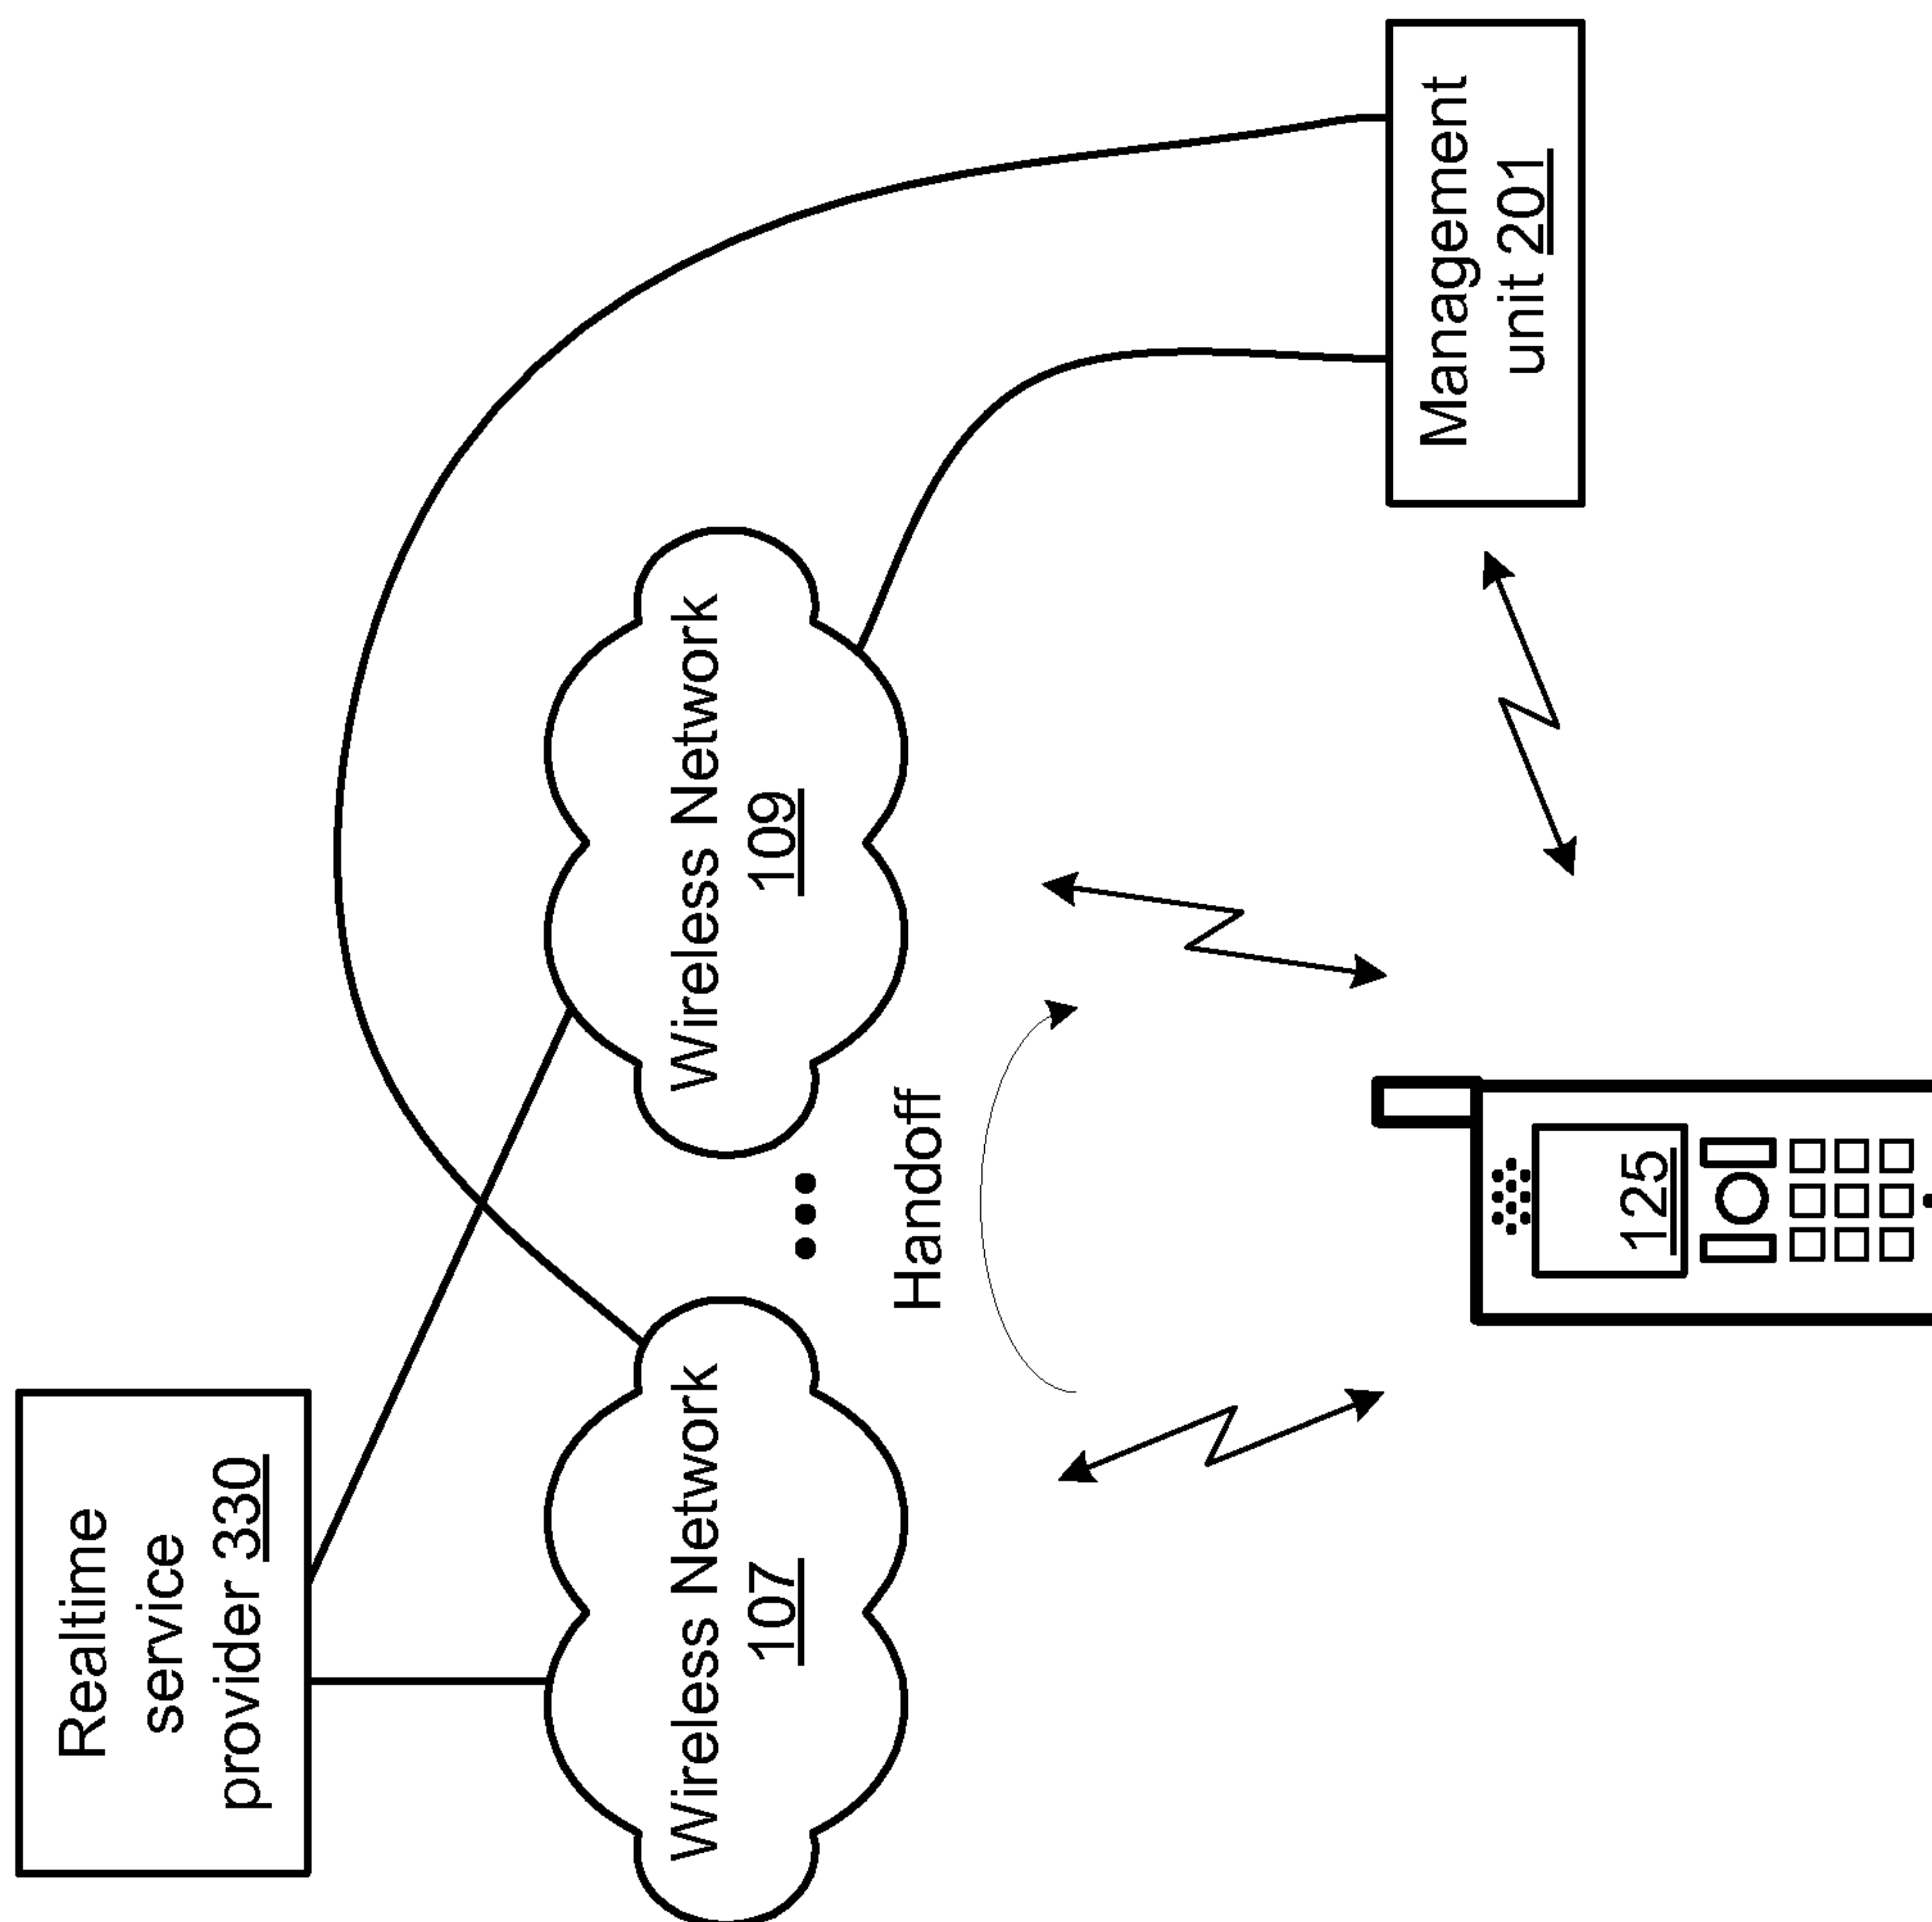 Realtime
service
provider 330
Wireless Network
107
Wireless Network
109
Handoff
Management
unit 201
125